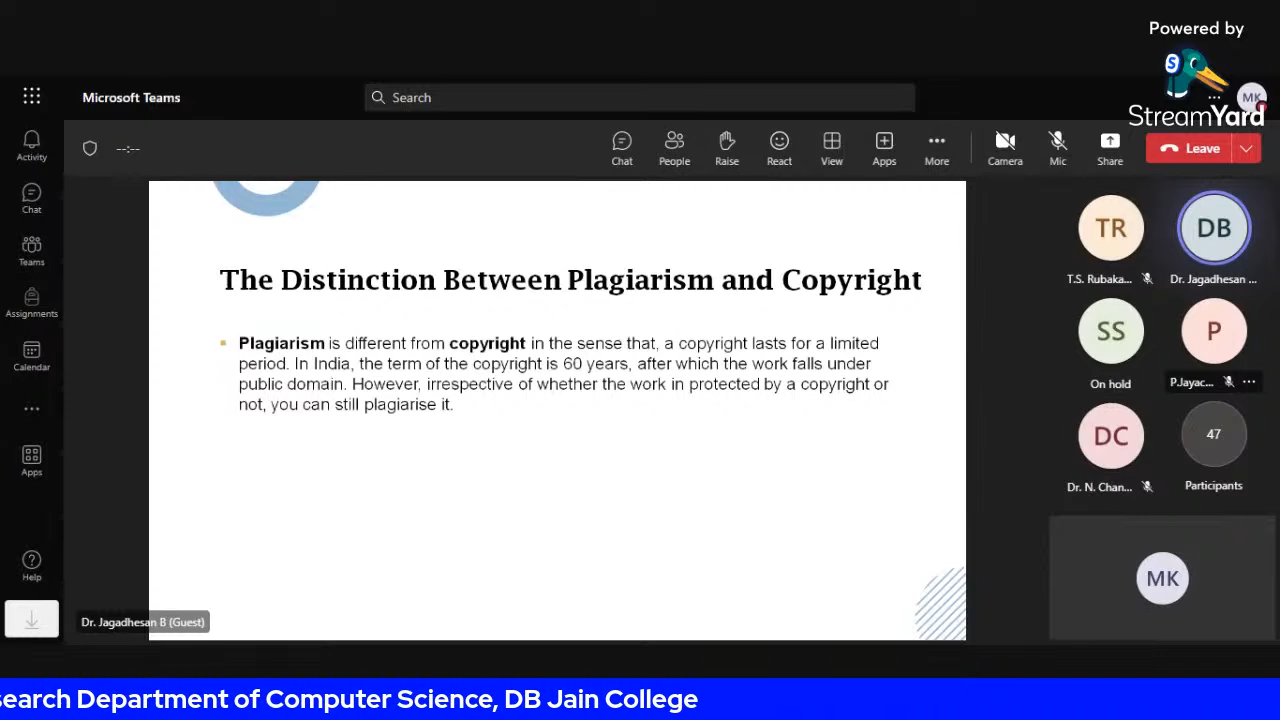 Powered by
StreamYard
Microsoft Teams
Search
MK
Activity
Chat
Teams
Assignments
Calendar
Apps
Help
--:--
Chat
People
Raise
React
View
Apps
More
Camera
Mic
Share
Leave
The Distinction Between Plagiarism and Copyright
Plagiarism is different from copyright in the sense that, a copyright lasts for a limited
period. In India, the term of the copyright is 60 years, after which the work falls under
public domain. However, irrespective of whether the work in protected by a copyright or
not, you can still plagiarise it.
TR
T.S. Rubaka...
DB
Dr. Jagadhesan ...
SS
On hold
P
P.Jayac...
DC
Dr. N. Chan...
47
Participants
MK
Dr. Jagadhesan B (Guest)
search Department of Computer Science, DB Jain College